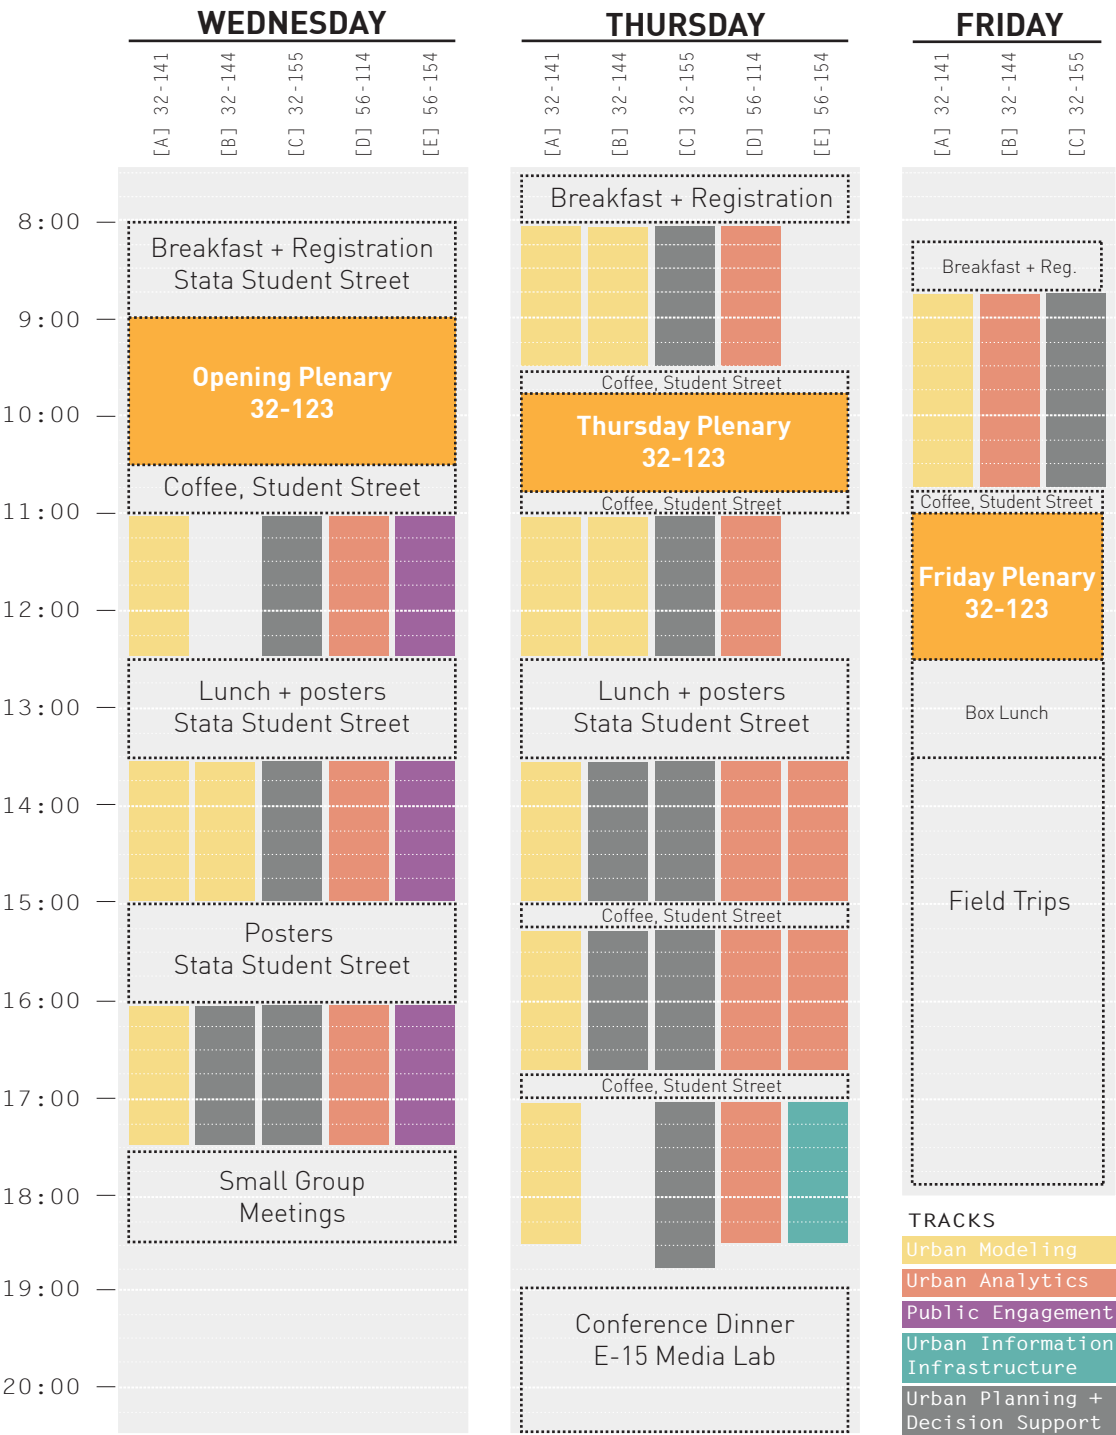 WEDNESDAY
THURSDAY
FRIDAY
[A] 32-141
[B] 32-144
[C] 32-155
[D] 56-114
[E] 56-154
[A] 32-141
[B] 32-144
[C] 32-155
[D] 56-114
[E] 56-154
[A] 32-141
[B] 32-144
[C] 32-155
8:00
9:00
10:00
11:00
12:00
13:00
14:00
15:00
16:00
17:00
18:00
19:00
20:00
Breakfast + Registration
Stata Student Street
Opening Plenary
32-123
Coffee, Student Street
Lunch + posters
Stata Student Street
Posters
Stata Student Street
Small Group
Meetings
Breakfast + Registration
Coffee, Student Street
Thursday Plenary
32-123
Coffee, Student Street
Lunch + posters
Stata Student Street
Coffee, Student Street
Coffee, Student Street
Conference Dinner
E-15 Media Lab
Breakfast + Reg.
Coffee, Student Street
Friday Plenary
32-123
Box Lunch
Field Trips
TRACKS
Urban Modeling
Urban Analytics
Public Engagement
Urban Information
Infrastructure
Urban Planning +
Decision Support